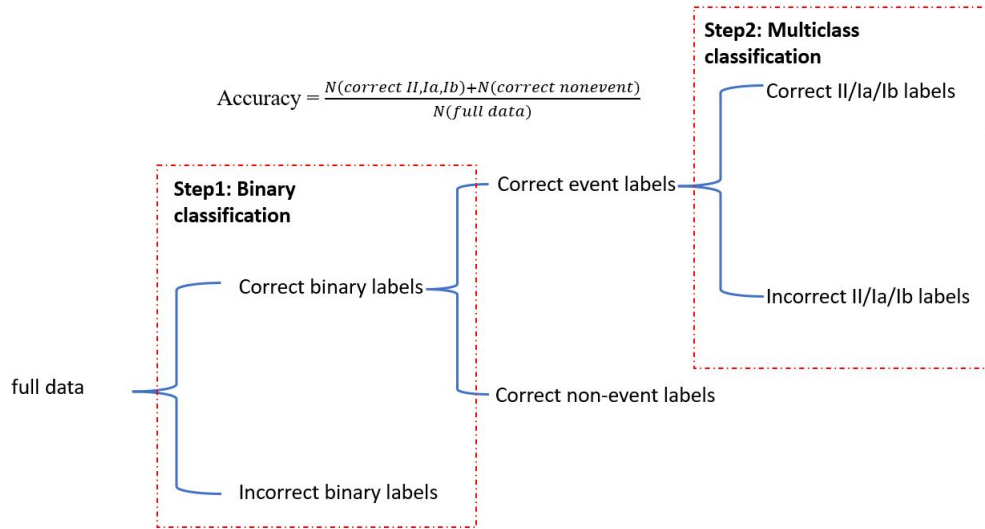 Step2: Multiclass
classification
Correct II/Ia/Ib labels
Accuracy = N(correct II,Ia,Ib)+N(correct nonevent)
N(full data)
Step1: Binary
classification
Correct event labels
Correct binary labels
Incorrect II/Ia/Ib labels
full data
Correct non-event labels
Incorrect binary labels